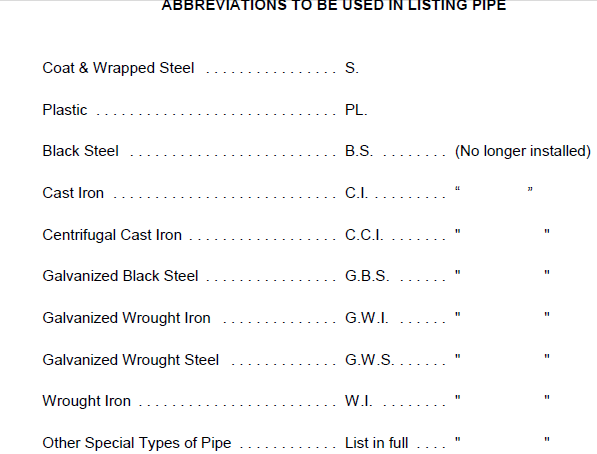 ABBREVIATIONS TO BE USED IN LISTING PIPE
Coat & Wrapped Steel . . . . . . . . . . . . . . . . S.
Plastic . . . . . . . . . . . . . . . . . . . . . . . . . . . . . PL.
Black Steel . . . . . . . . . . . . . . . . . . . . . . . . . B.S. . . . . . . . . (No longer installed)
Cast Iron . . . . . . . . . . . . . . . . . . . . . . . . . . . C.I. . . . . . . . . . “ ”
Centrifugal Cast Iron . . . . . . . . . . . . . . . . . . C.C.I. . . . . . . . " "
Galvanized Black Steel . . . . . . . . . . . . . . . . G.B.S. . . . . . . " "
Galvanized Wrought Iron . . . . . . . . . . . . . . G.W.I. . . . . . . " "
Galvanized Wrought Steel . . . . . . . . . . . . . G.W.S. . . . . . . " "
Wrought Iron . . . . . . . . . . . . . . . . . . . . . . . . W.I. . . . . . . . . " "
Other Special Types of Pipe . . . . . . . . . . . . List in full . . . . " "